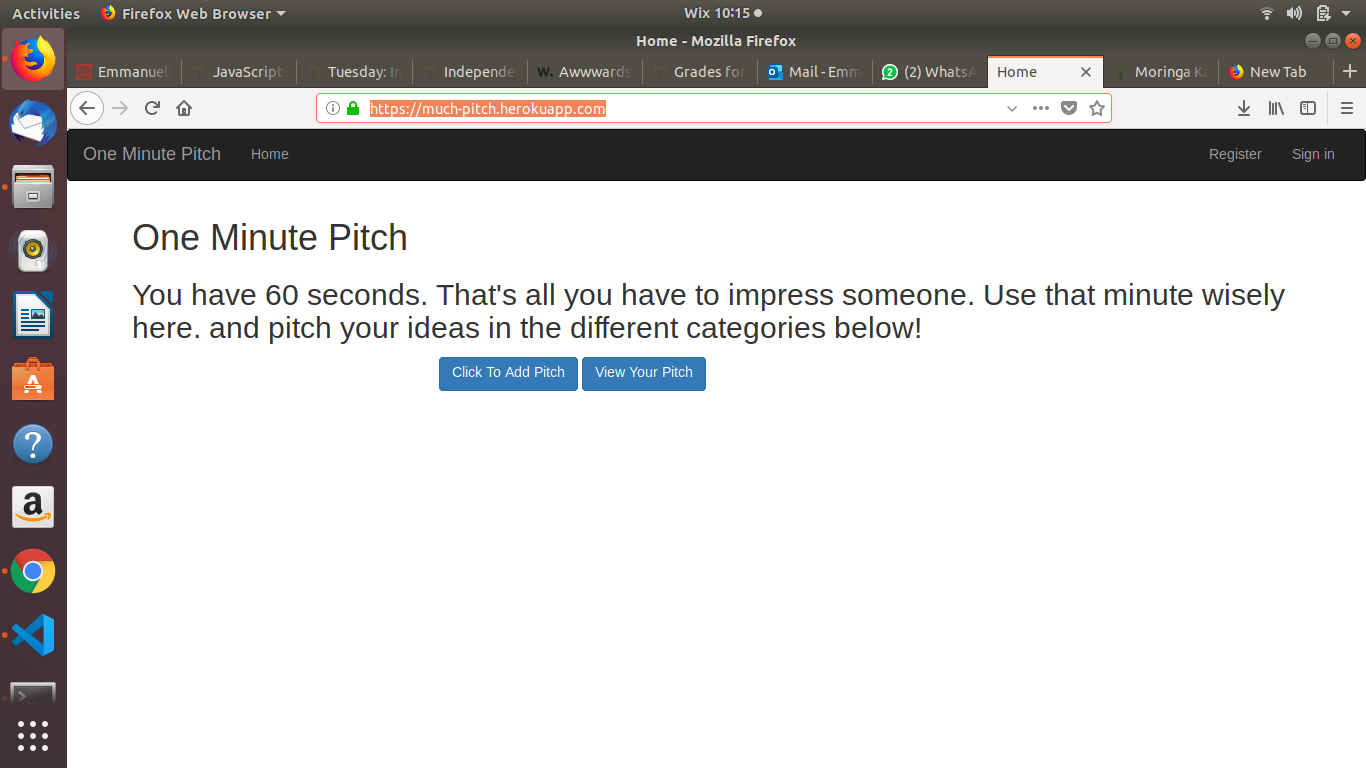 Activities
Firefox Web Browser
Wix 10:15
Home - Mozilla Firefox
Emmanuel
JavaScript
Tuesday: In
Independe
W. Awwwards
Grades for
Mail - Emm
(2) WhatsA
Home
Moringa Ka
New Tab
https://much-pitch.herokuapp.com
One Minute Pitch
Home
Register
Sign in
One Minute Pitch
You have 60 seconds. That's all you have to impress someone. Use that minute wisely
here. and pitch your ideas in the different categories below!
Click To Add Pitch
View Your Pitch